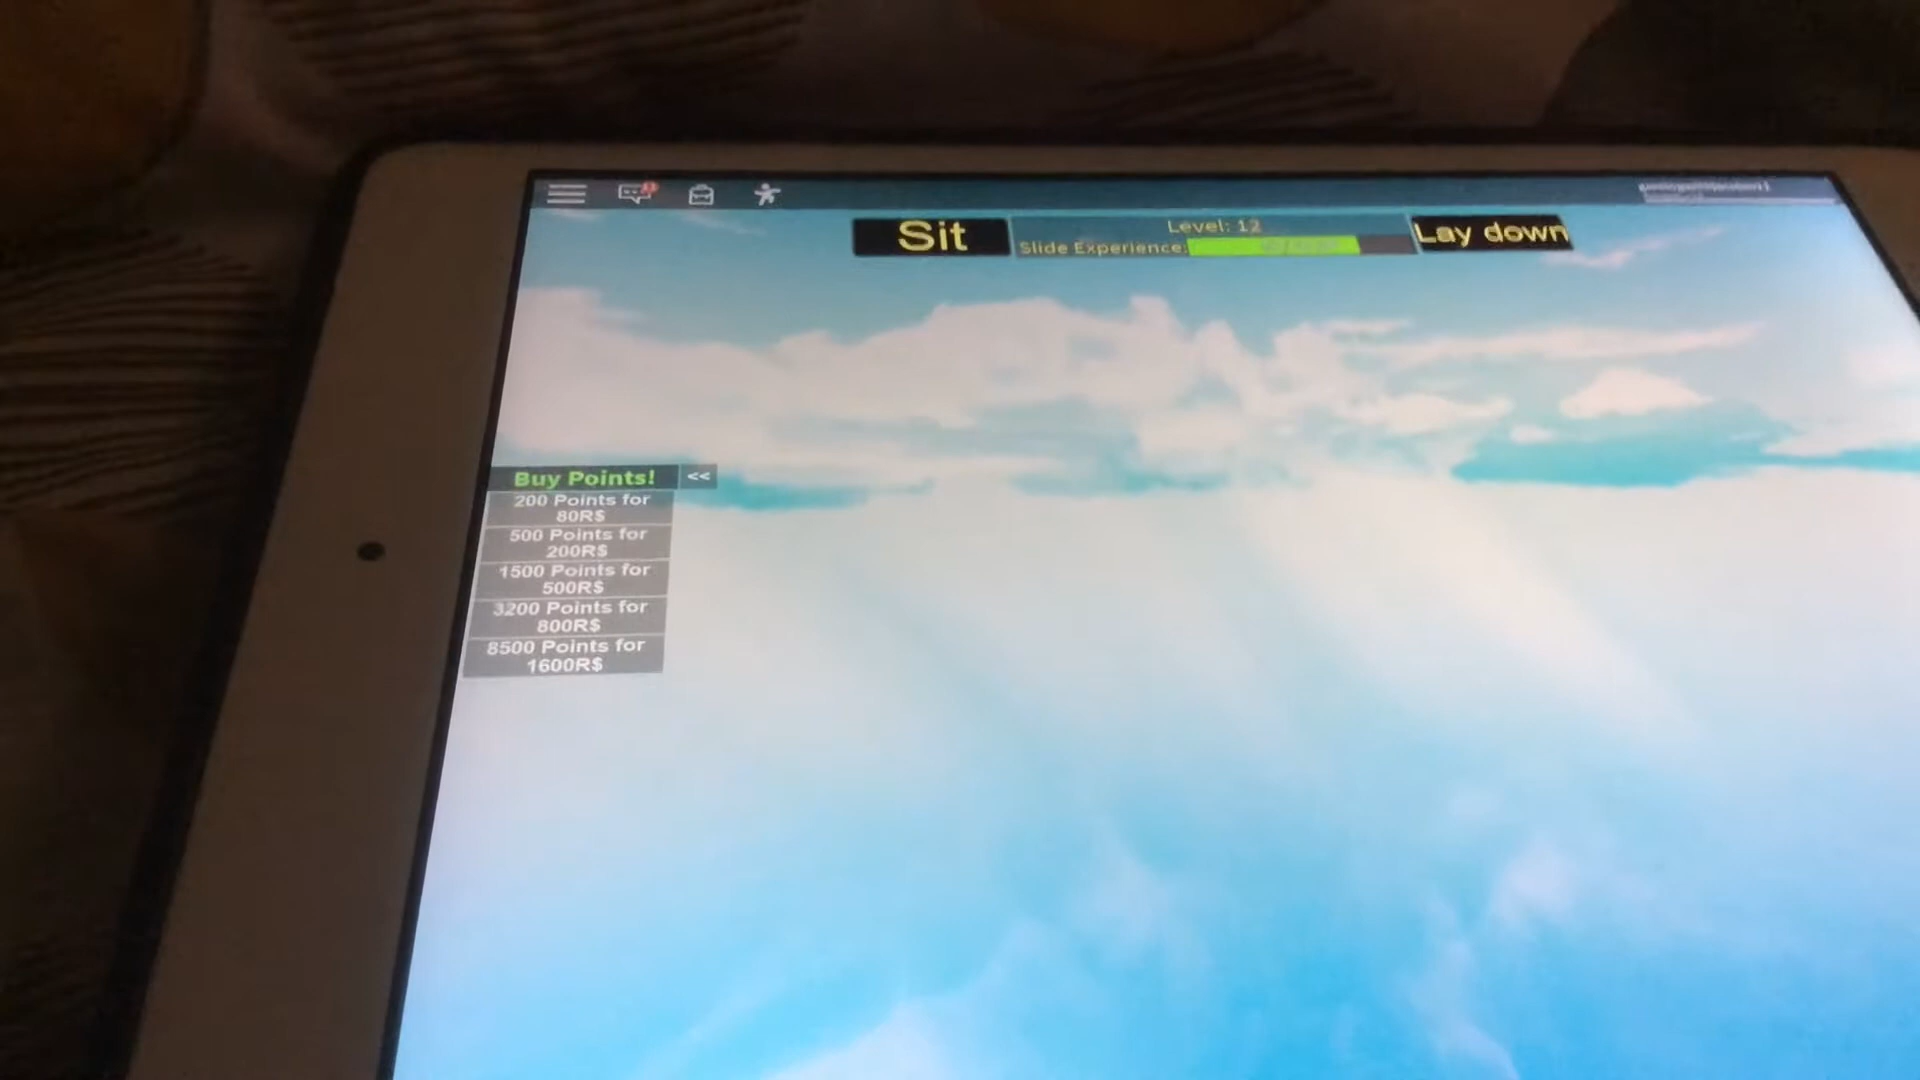 Sit
Level: 12
Slide Experience:
Lay down
Buy Points!
<<
200 Points for
80R$
500 Points for
200R$
1500 Points for
500R$
3200 Points for
800R$
8500 Points for
1600R$